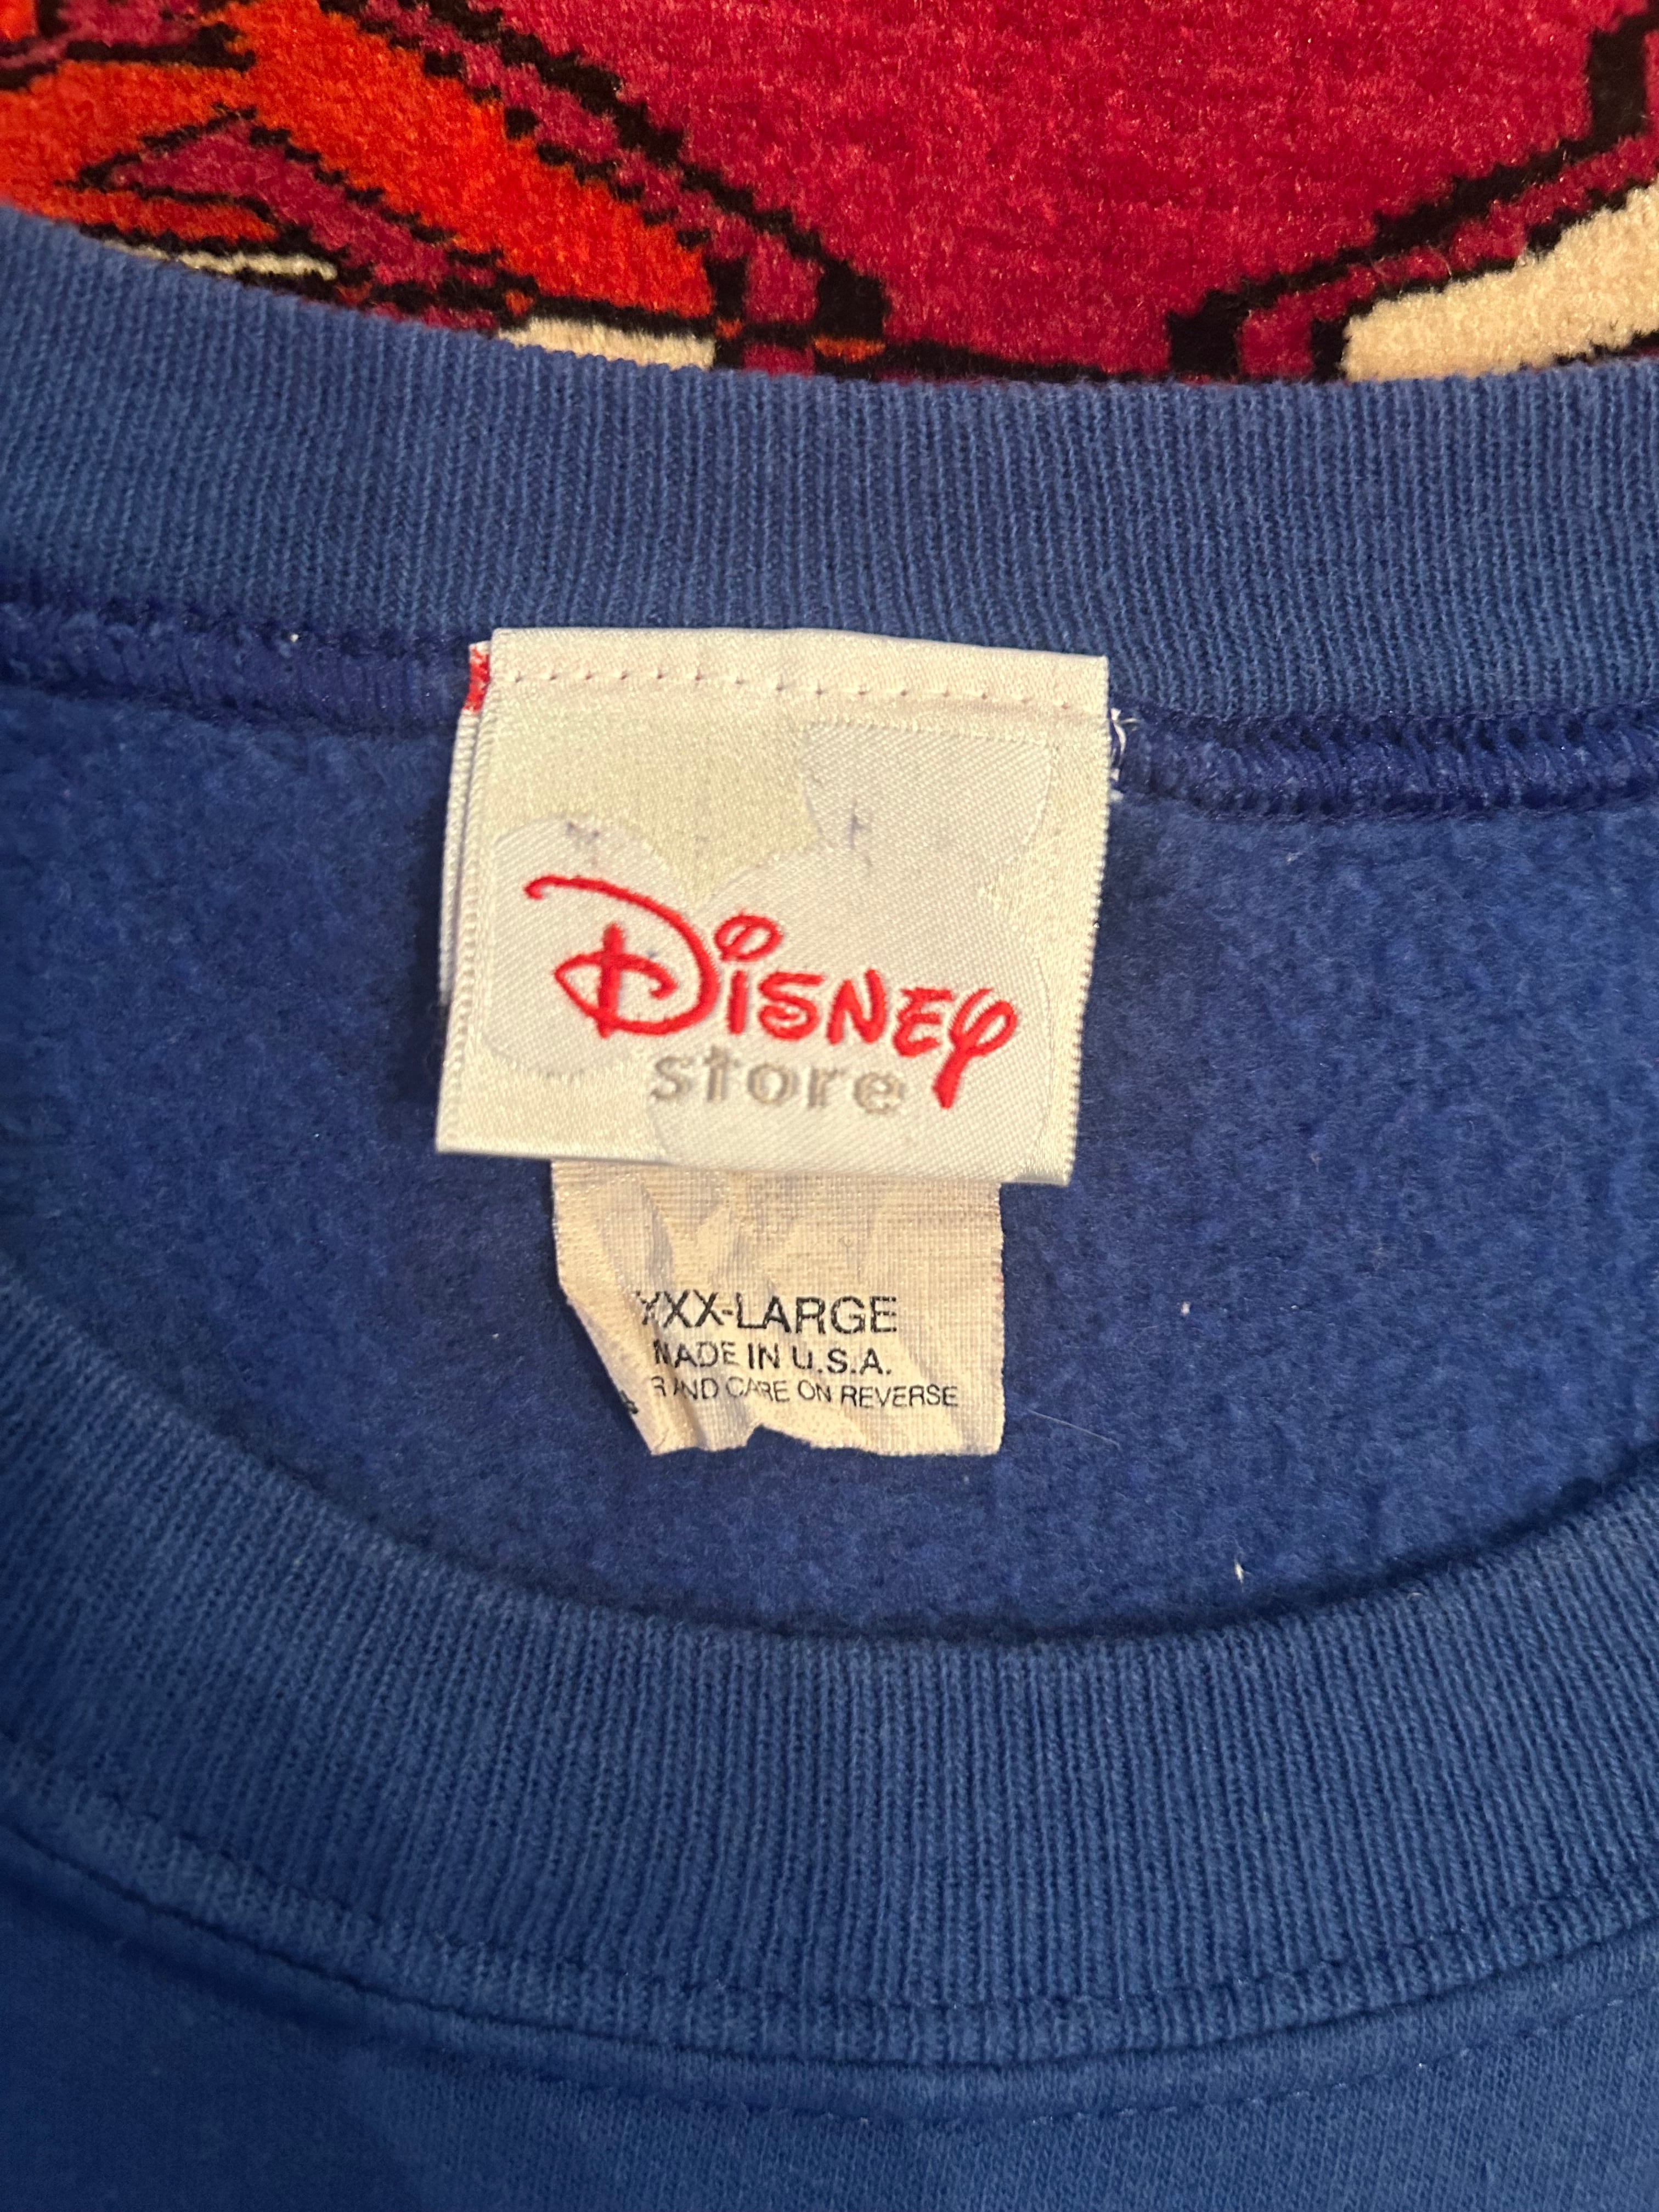 Disney
store
XXX-LARGE
MADE IN U.S.A.
AND CARE ON REVERSE